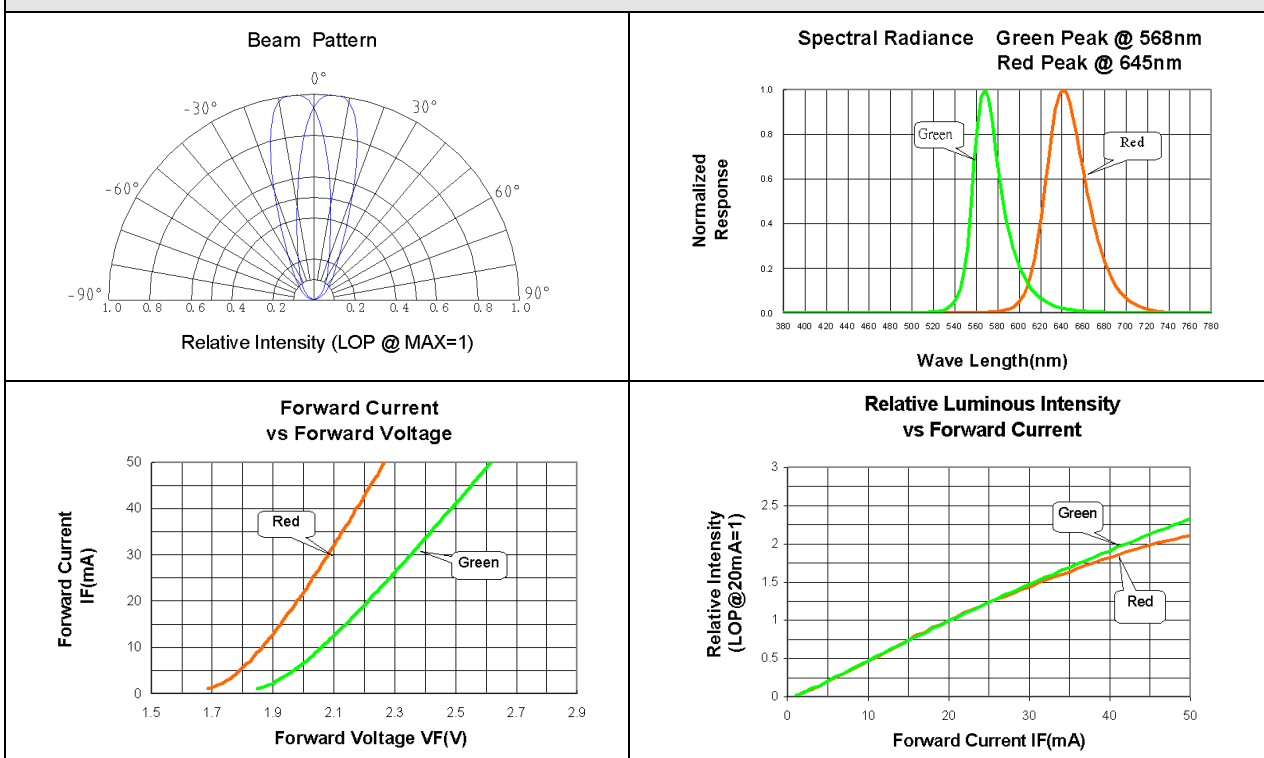 Beam Pattern
0°
-30° 30°
-60° 60°
-90° 90°
1.0 0.8 0.6 0.4 0.2 0.2 0.4 0.6 0.8 1.0
Relative Intensity (LOP @ MAX=1)
Spectral Radiance Green Peak @ 568nm
Red Peak @ 645nm
1.0
0.8
0.6
0.4
0.2
0.0
Normalized
Response
Green
Red
380 400 420 440 460 480 500 520 540 560 580 600 620 640 660 680 700 720 740 760 780
Wave Length(nm)
Forward Current
vs Forward Voltage
50
40
30
20
10
0
Forward Current
IF(mA)
Red
Green
1.5 1.7 1.9 2.1 2.3 2.5 2.7 2.9
Forward Voltage VF(V)
Relative Luminous Intensity
vs Forward Current
3
2.5
2
1.5
1
0.5
0
Relative Intensity
(LOP@20mA=1)
Green
Red
0 10 20 30 40 50
Forward Current IF(mA)